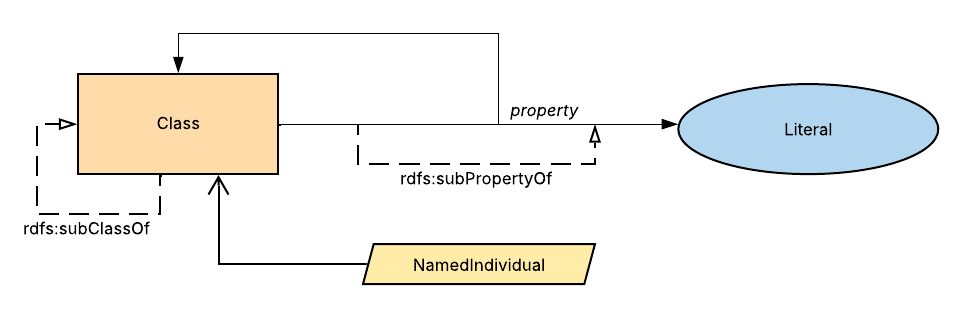 property
Class
Literal
rdfs:subPropertyOf
rdfs:subClassOf
NamedIndividual